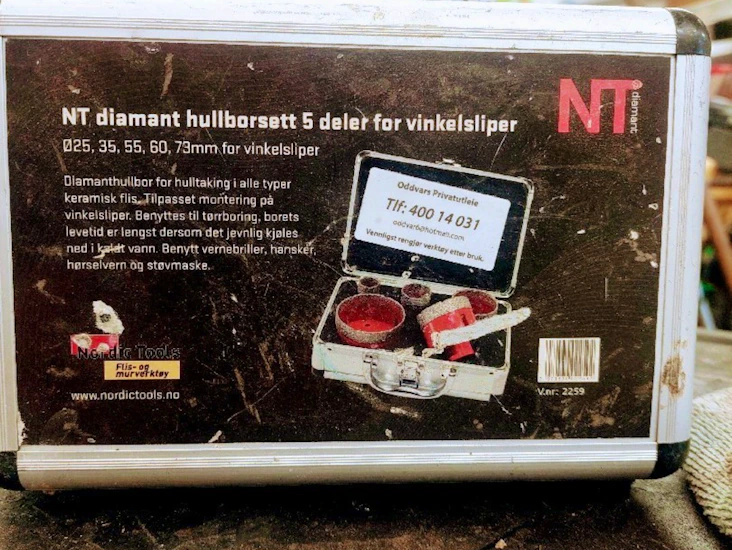 NT diamant hullborsett 5 deler for vinkelsliper
Ø25, 35, 55, 60, 73mm for vinkelsliper
NT
diamant
Diamanthullbor for hulltaking i alle typer
keramisk flis. Tilpasset montering på
vinkelsliper. Benyttes til tørrboring, borets
levetid er lengst dersom det jevnlig kjøles
ned i kaldt vann. Benytt vernebriller, hansker,
hørselvern og støvmaske.
Oddvars Privatutleie
Tlf: 400 14 031
oddvar6@hotmail.com
Vennligst rengjør verktøy etter bruk.
Nordic Tools
Flis- og
murverktøy
www.nordictools.no
V.nr: 2259